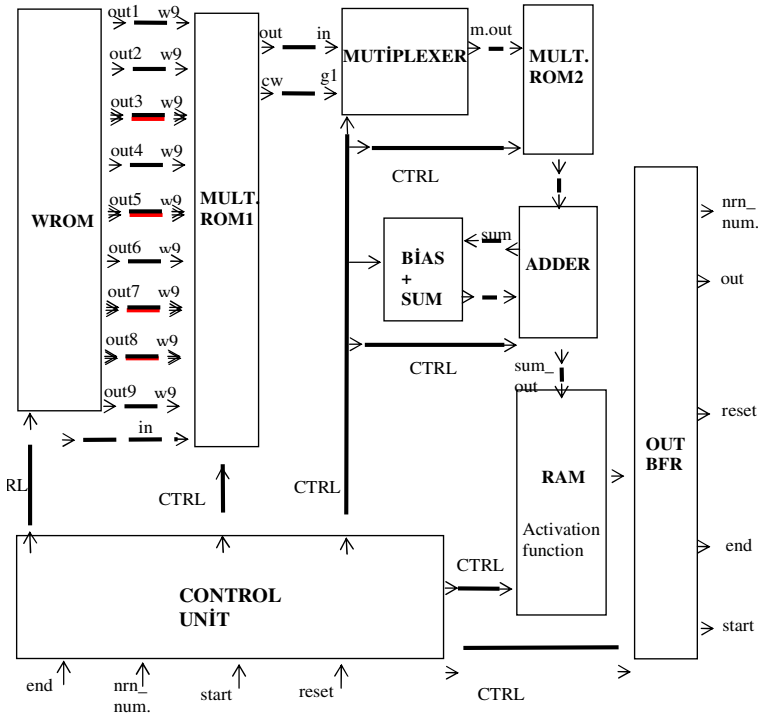 out1 w9
out2 w9
out3 w9
out4 w9
out5 w9
out6 w9
out7 w9
out8 w9
out9 w9
in
WROM
MULT.
ROM1
out in
cw g1
MUTİPLEXER
m.out
MULT.
ROM2
CTRL
BİAS
+
SUM
sum
ADDER
CTRL
sum_
out
RAM
Activation
function
OUT
BFR
nrn_
num.
out
reset
end
start
RL
CTRL
CTRL
CTRL
CONTROL
UNİT
end
nrn_
num.
start
reset
CTRL